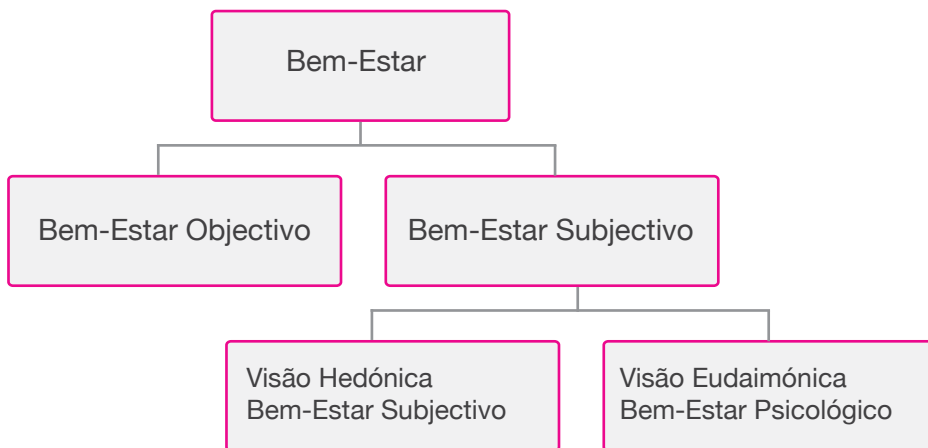 Bem-Estar
Bem-Estar Objectivo
Bem-Estar Subjectivo
Visão Hedónica
Bem-Estar Subjectivo
Visão Eudaimónica
Bem-Estar Psicológico